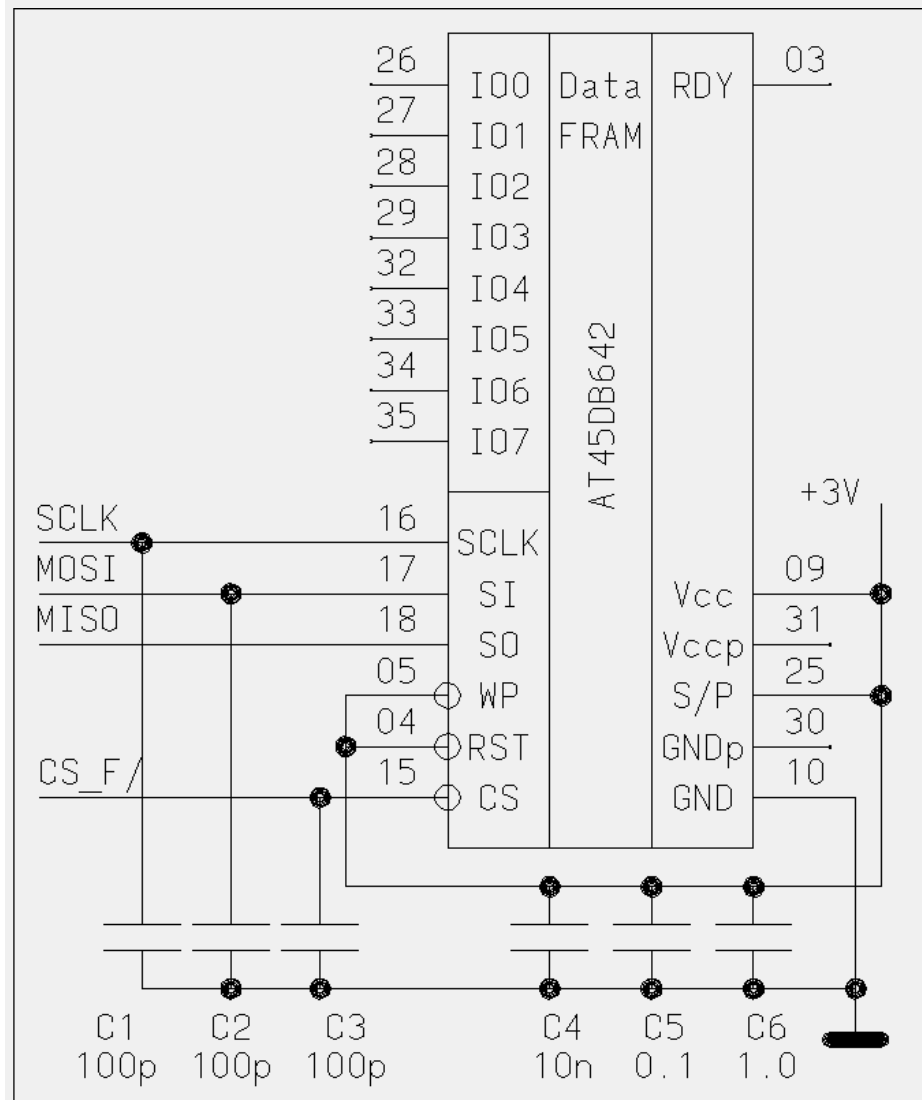 26 IO0 Data RDY 03
27 IO1 FRAM
28 IO2
29 IO3
32 IO4
33 IO5
34 IO6
35 IO7
AT45DB642
+3V
SCLK 16 SCLK
MOSI 17 SI Vcc 09
MISO 18 SO Vccp 31
05 WP S/P 25
04 RST GNDp 30
CS_F/ 15 CS GND 10
C1 C2 C3 C4 C5 C6
100p 100p 100p 10n 0.1 1.0